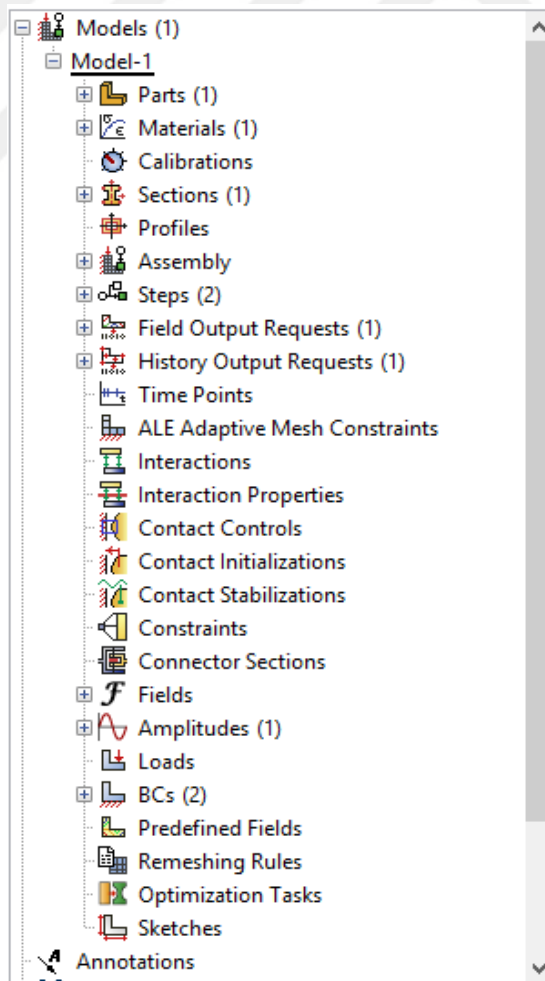 Models (1)
Model-1
Parts (1)
Materials (1)
Calibrations
Sections (1)
Profiles
Assembly
Steps (2)
Field Output Requests (1)
History Output Requests (1)
Time Points
ALE Adaptive Mesh Constraints
Interactions
Interaction Properties
Contact Controls
Contact Initializations
Contact Stabilizations
Constraints
Connector Sections
Fields
Amplitudes (1)
Loads
BCs (2)
Predefined Fields
Remeshing Rules
Optimization Tasks
Sketches
Annotations